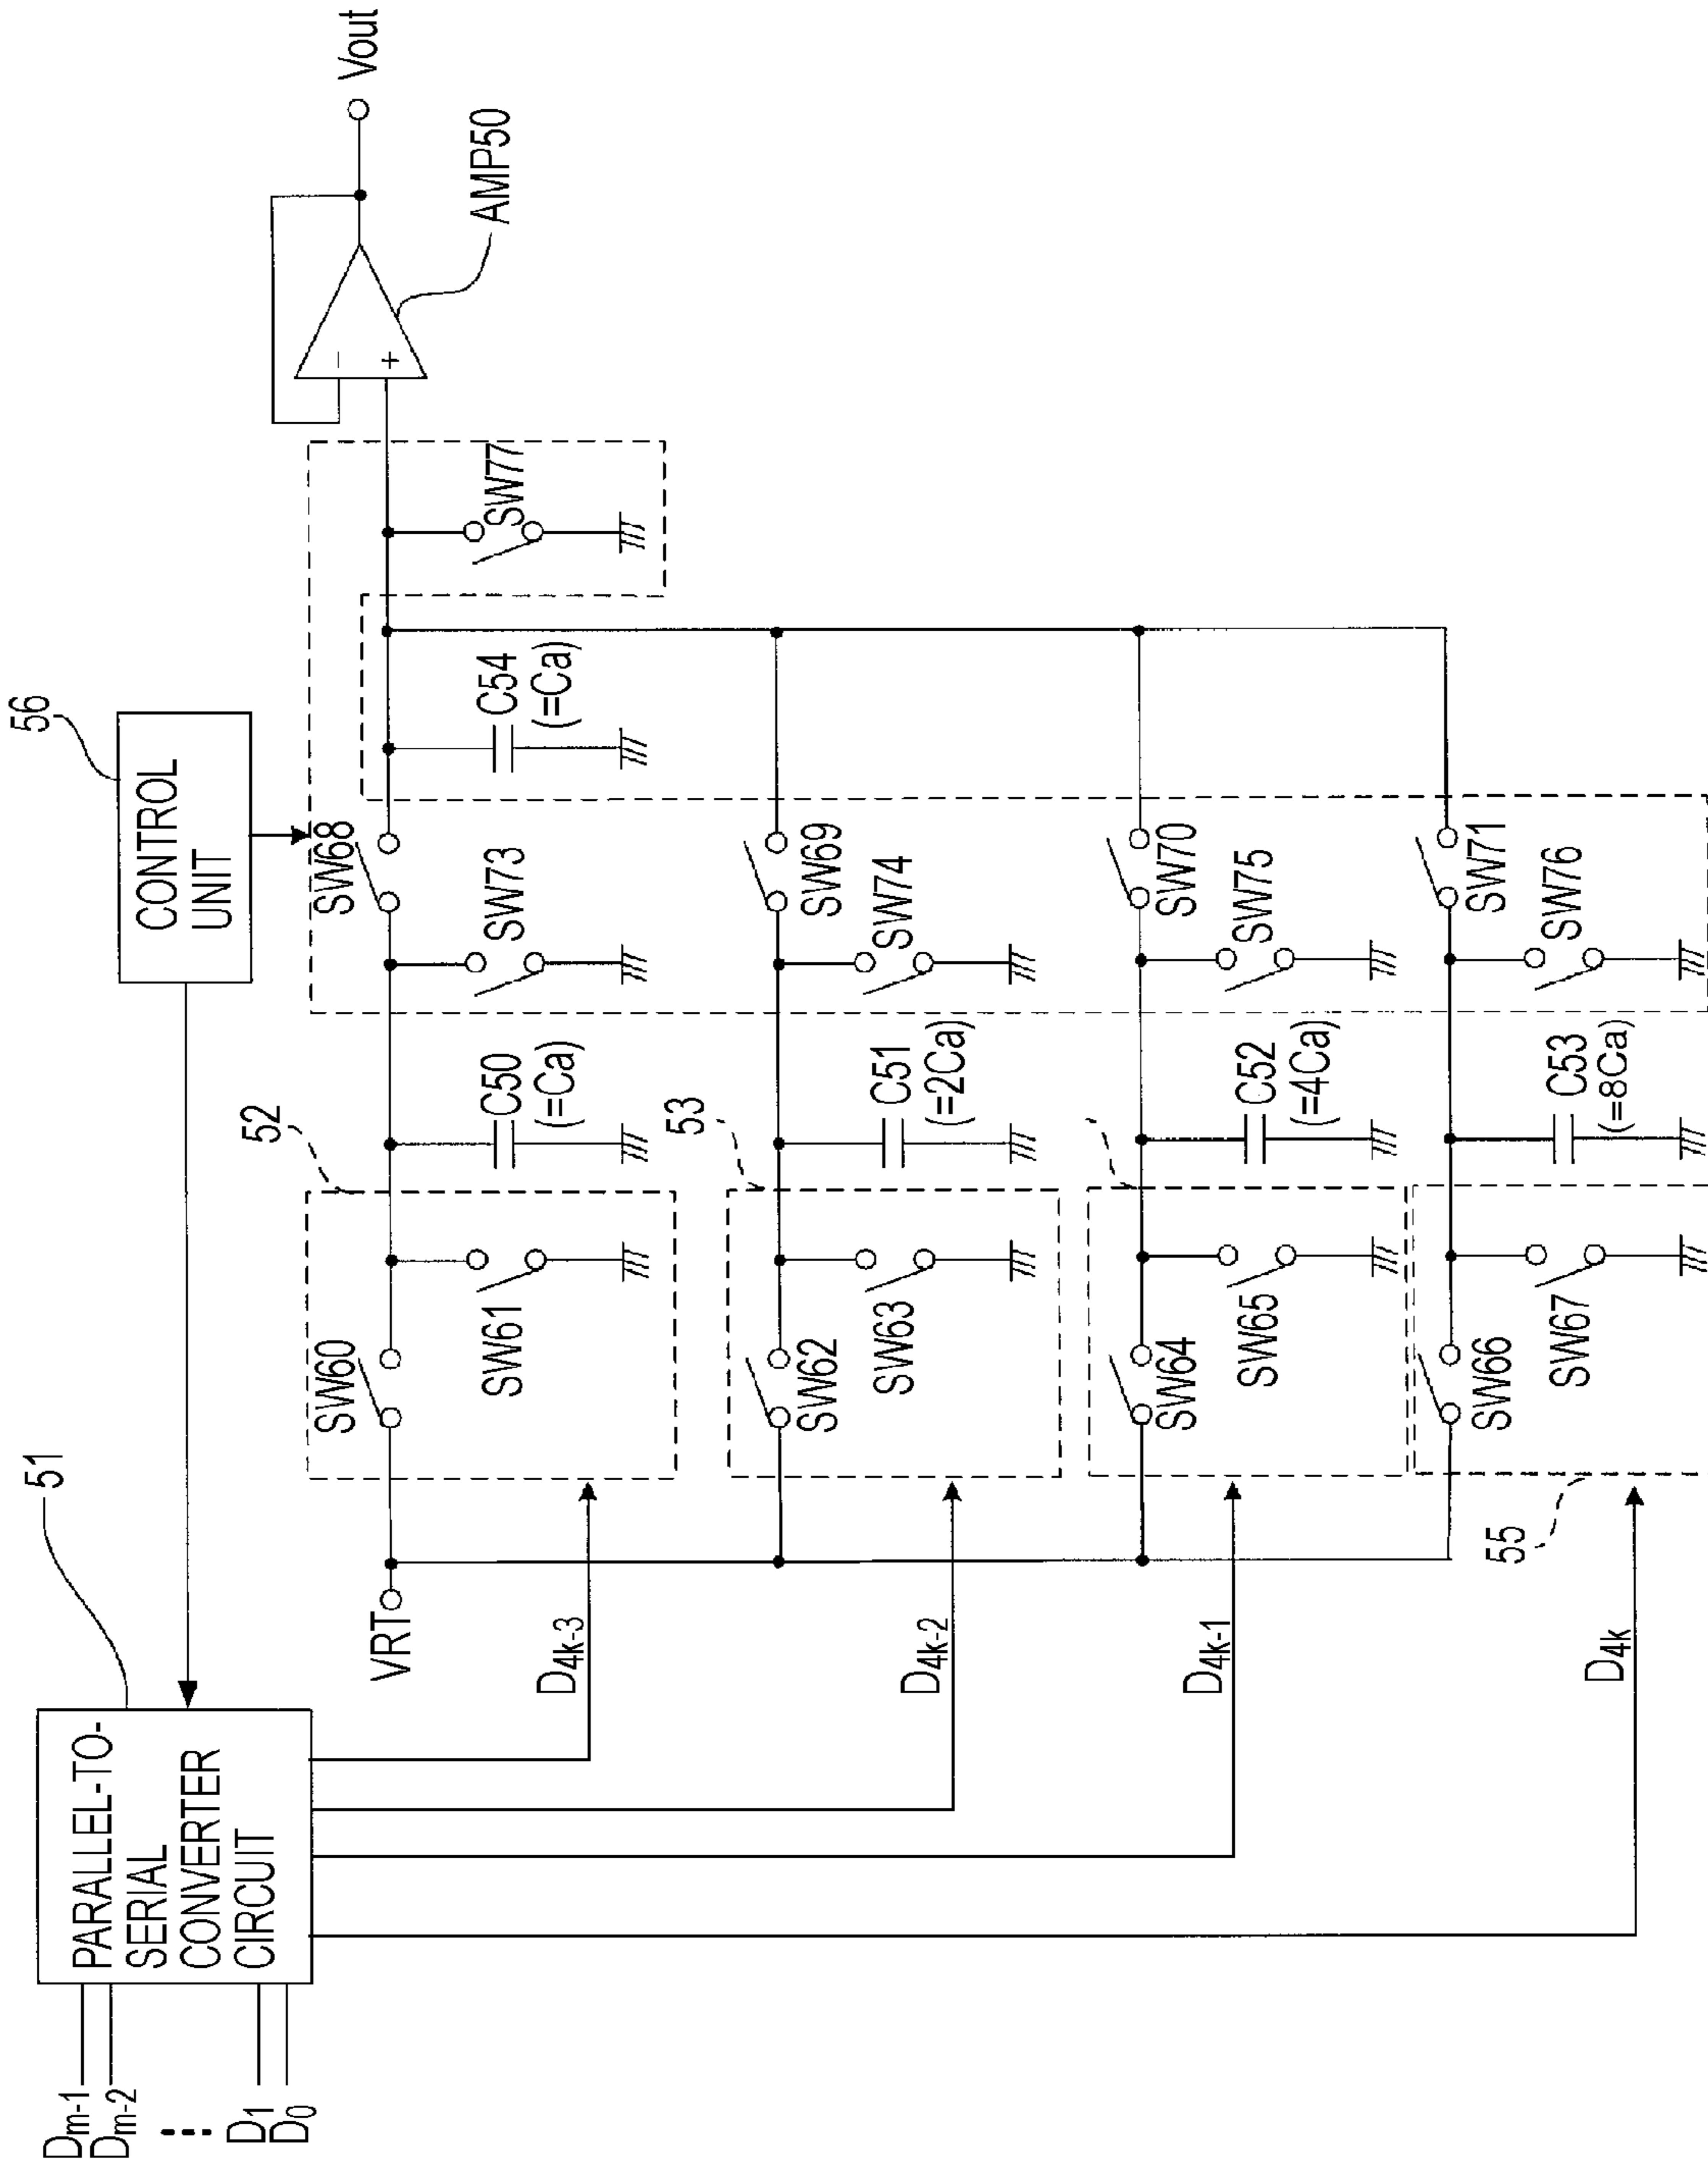 Dm-1
Dm-2
D1
D0
PARALLEL-TO-
SERIAL
CONVERTER
CIRCUIT
51
CONTROL
UNIT
56
VRT
D4k-3
D4k-2
D4k-1
D4k
52
SW60
SW61
C50
(=Ca)
SW73
SW68
C54
(=Ca)
SW77
AMP50
Vout
−
+
53
SW62
SW63
C51
(=2Ca)
SW74
SW69
SW64
SW65
C52
(=4Ca)
SW75
SW70
55
SW66
SW67
C53
(=8Ca)
SW76
SW71